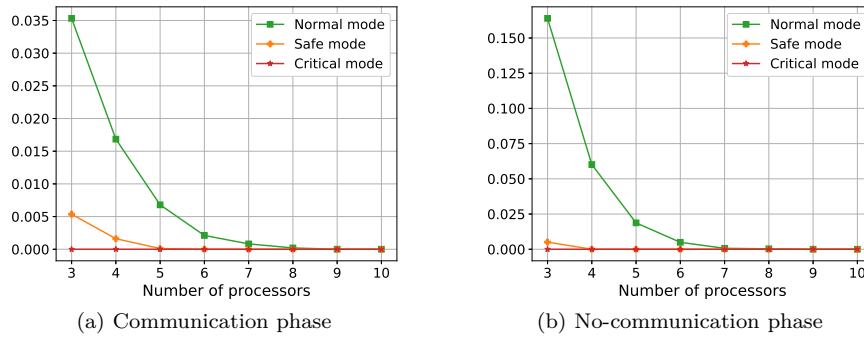 0.035
0.030
0.025
0.020
0.015
0.010
0.005
0.000
Normal mode
Safe mode
Critical mode
3 4 5 6 7 8 9 10
Number of processors
(a) Communication phase
0.150
0.125
0.100
0.075
0.050
0.025
0.000
Normal mode
Safe mode
Critical mode
3 4 5 6 7 8 9 10
Number of processors
(b) No-communication phase